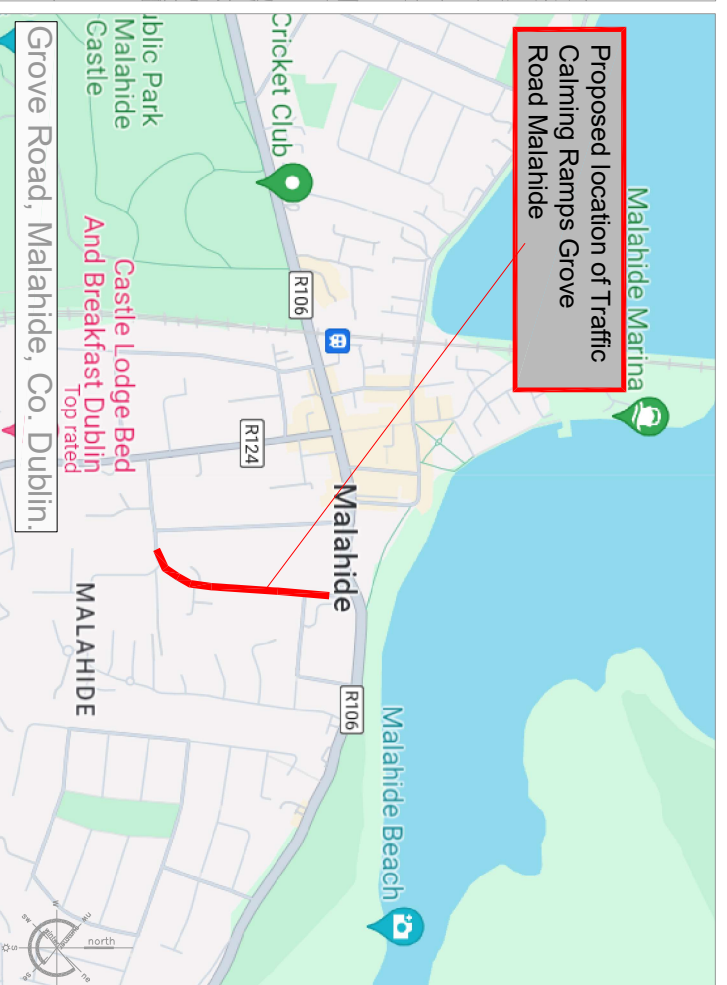 Proposed location of Traffic
Calming Ramps Grove
Road Malahide
Malahide Marina
Cricket Club
ublic Park
Malahide
Castle
R106
R124
Castle Lodge Bed
And Breakfast Dublin
Top rated
Malahide
MALAHIDE
R106
Malahide Beach
Grove Road, Malahide, Co. Dublin.
north
w
sw
s
ne